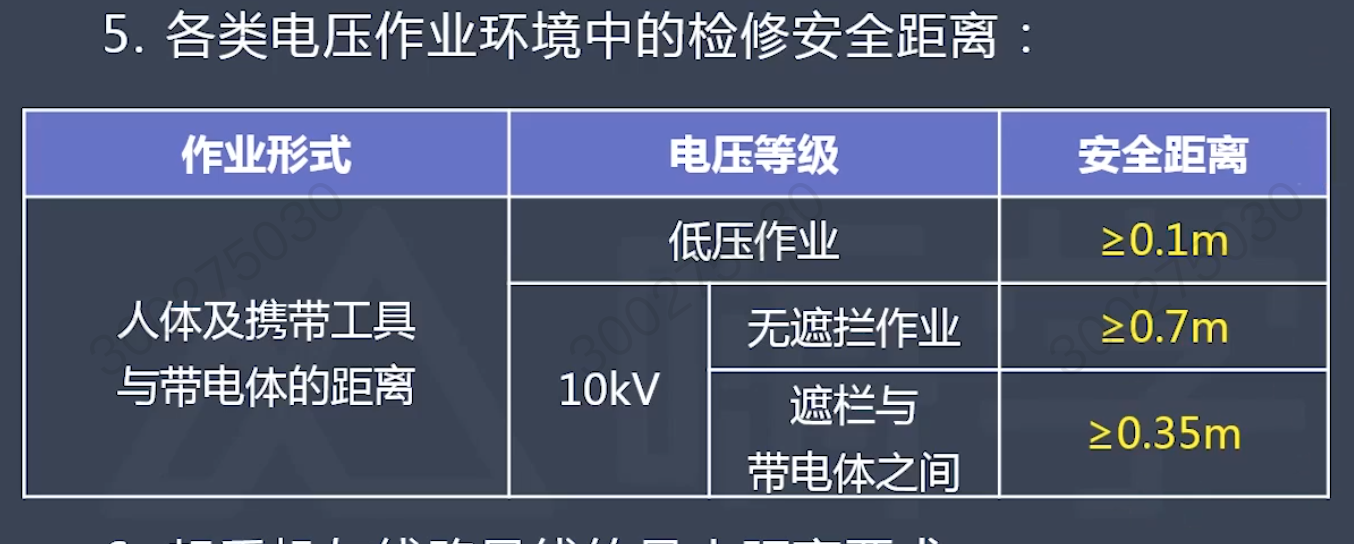 5. 各类电压作业环境中的检修安全距离：
作业形式
电压等级
安全距离
人体及携带工具
与带电体的距离
低压作业
≥0.1m
10kV
无遮拦作业
≥0.7m
遮栏与
带电体之间
≥0.35m
300275030
300275030
300275030